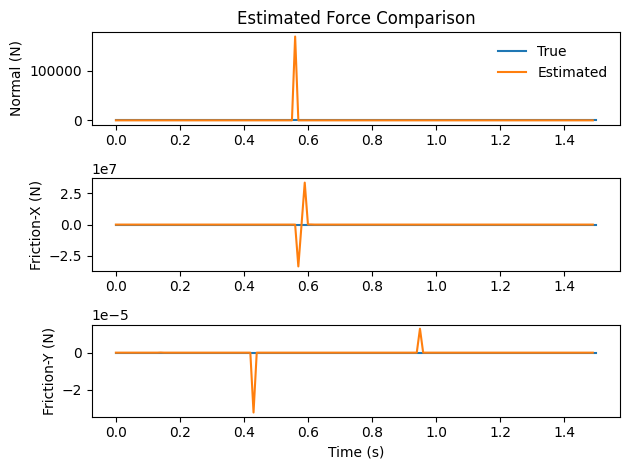 Estimated Force Comparison
Normal (N)
100000
0
True
Estimated
0.0 0.2 0.4 0.6 0.8 1.0 1.2 1.4
1e7
Friction-X (N)
2.5
0.0
−2.5
0.0 0.2 0.4 0.6 0.8 1.0 1.2 1.4
1e−5
Friction-Y (N)
0
−2
0.0 0.2 0.4 0.6 0.8 1.0 1.2 1.4
Time (s)